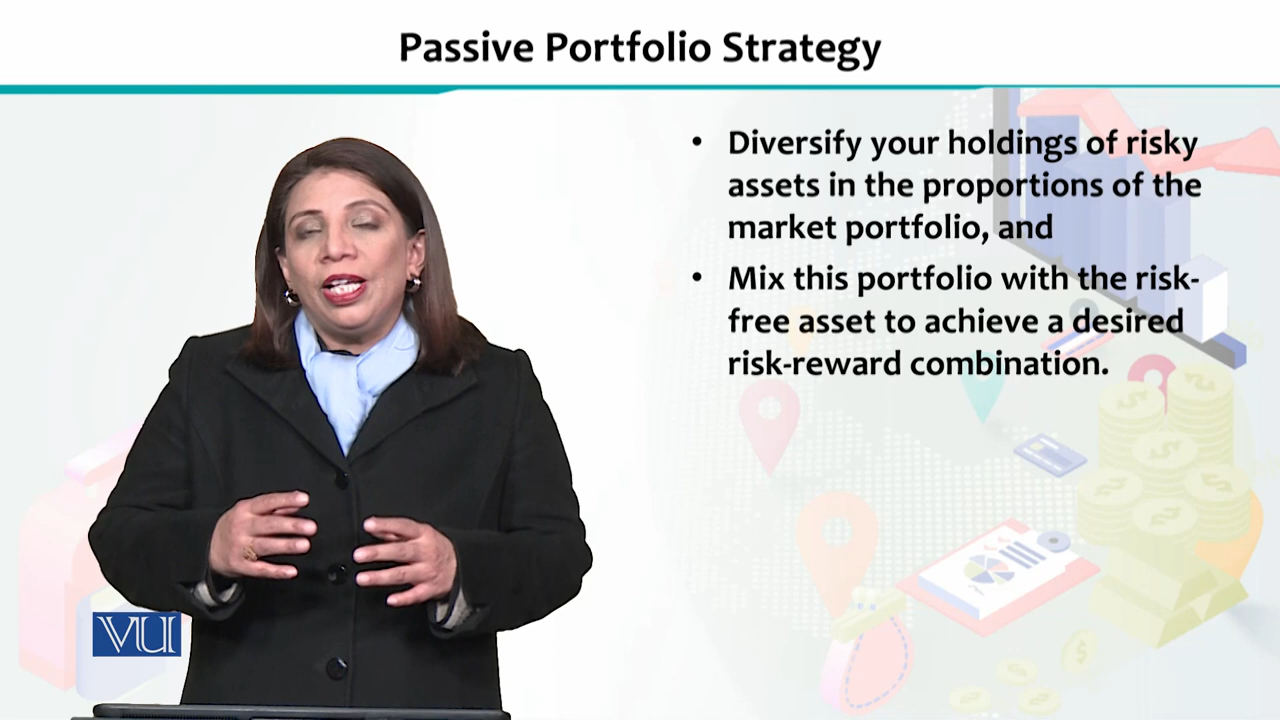 Passive Portfolio Strategy
• Diversify your holdings of risky
assets in the proportions of the
market portfolio, and
• Mix this portfolio with the risk-
free asset to achieve a desired
risk-reward combination.
VU